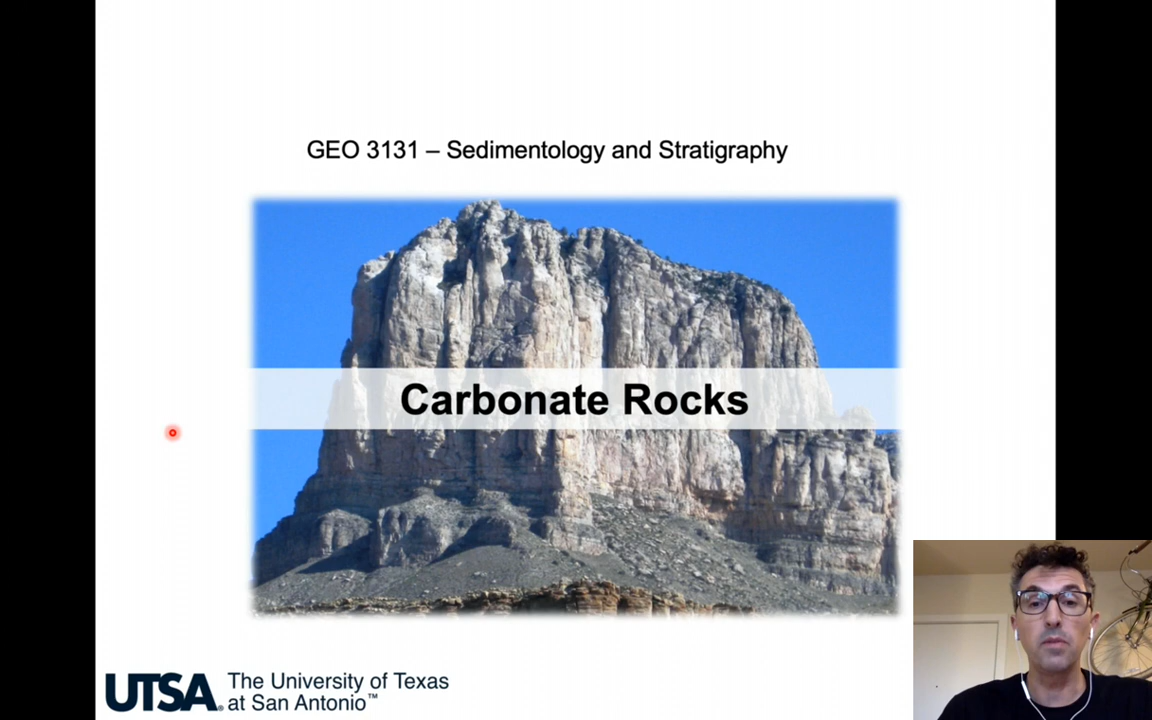 GEO 3131 – Sedimentology and Stratigraphy
Carbonate Rocks
UTSA®
The University of Texas
at San Antonio™